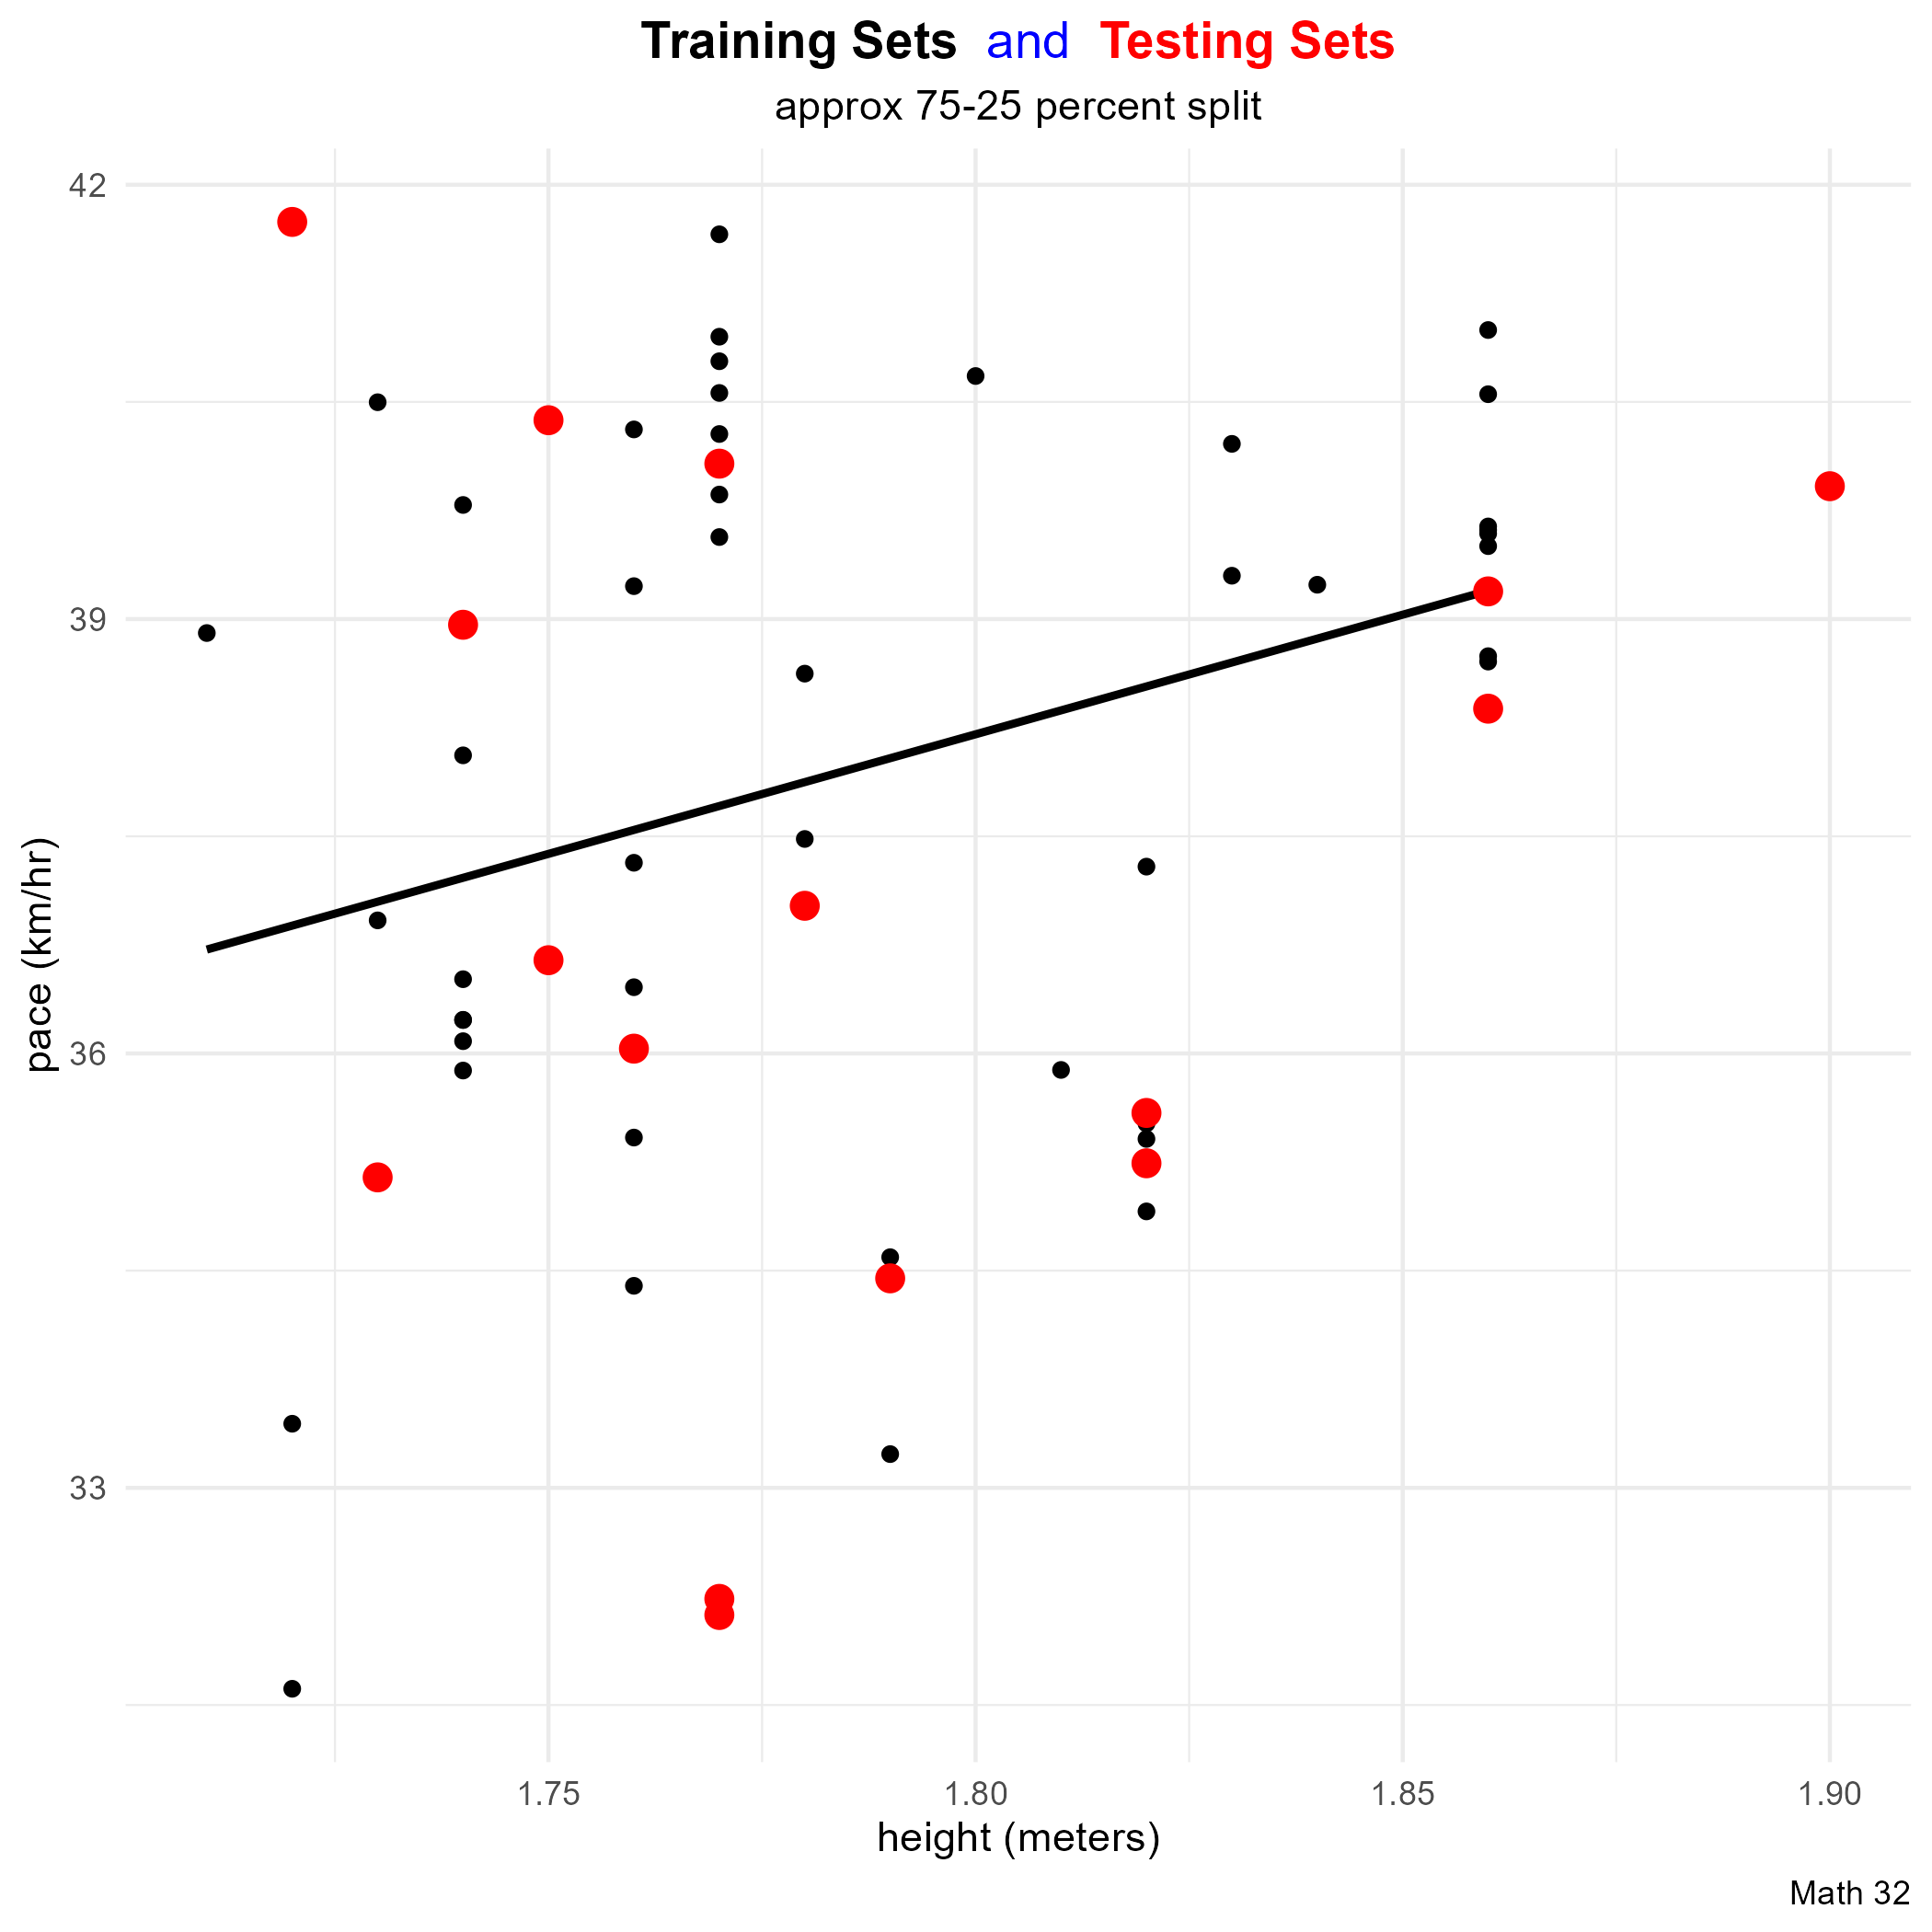 Training Sets and Testing Sets
approx 75-25 percent split
42
39
36
33
pace (km/hr)
1.75 1.80 1.85 1.90
height (meters)
Math 32